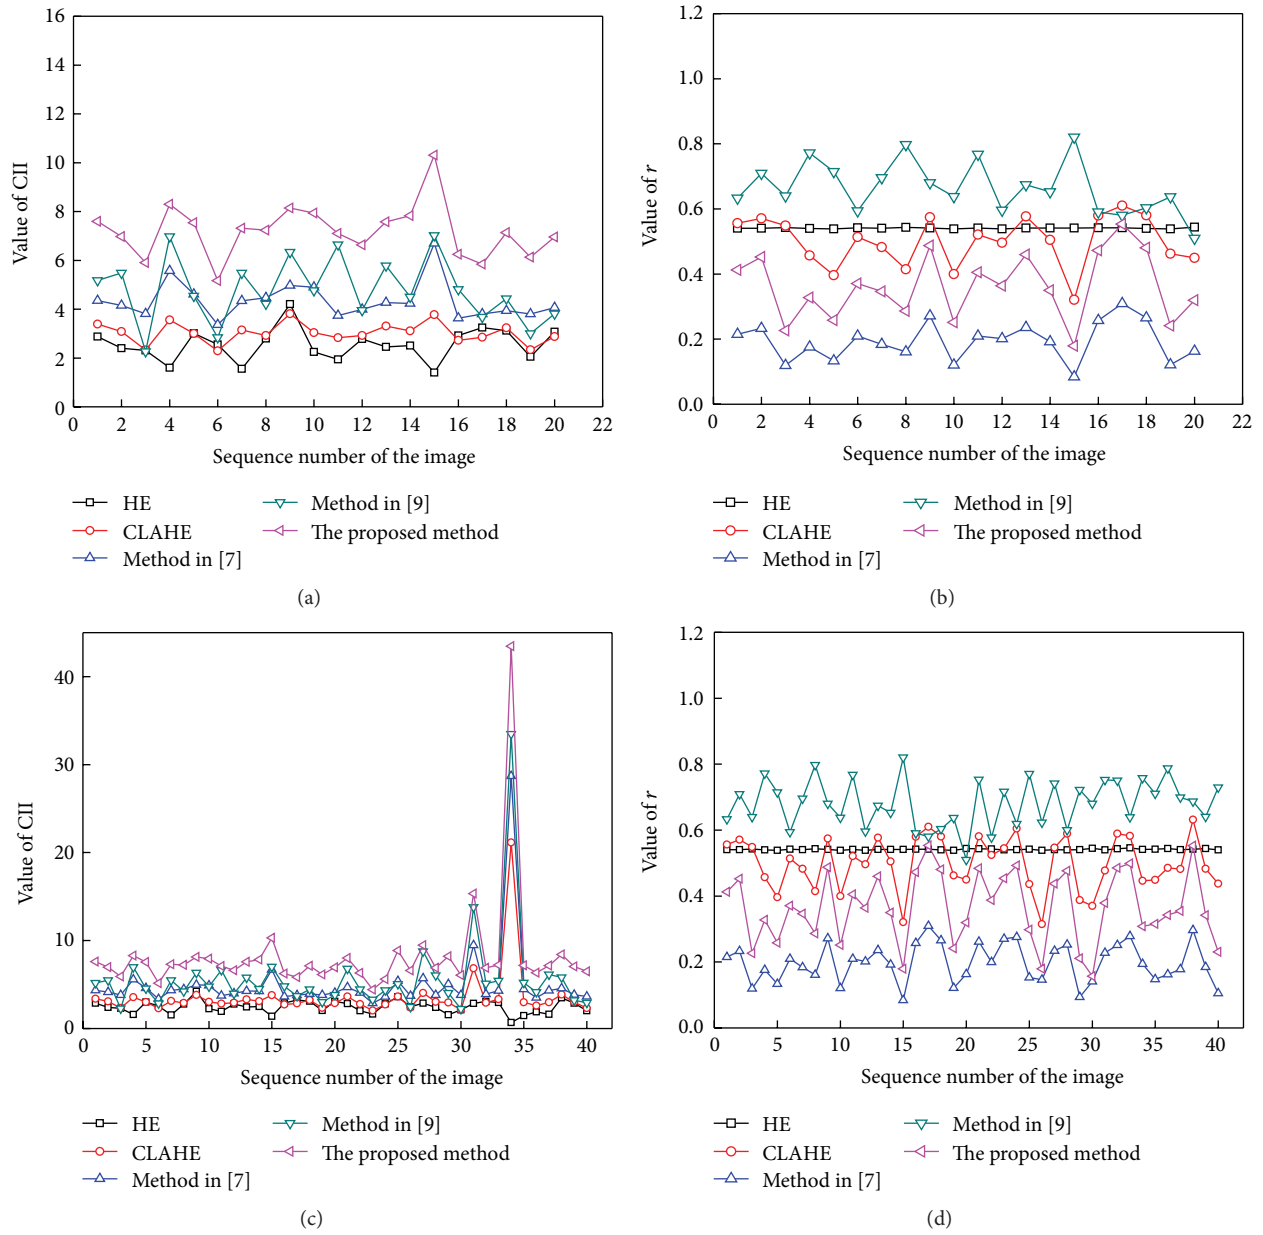 16
14
12
10
8
6
4
2
0
Value of CII
0 2 4 6 8 10 12 14 16 18 20 22
Sequence number of the image
HE
CLAHE
Method in [7]
Method in [9]
The proposed method
(a)
1.2
1.0
0.8
0.6
0.4
0.2
0.0
Value of r
0 2 4 6 8 10 12 14 16 18 20 22
Sequence number of the image
HE
CLAHE
Method in [7]
Method in [9]
The proposed method
(b)
40
30
20
10
0
Value of CII
0 5 10 15 20 25 30 35 40
Sequence number of the image
HE
CLAHE
Method in [7]
Method in [9]
The proposed method
(c)
1.2
1.0
0.8
0.6
0.4
0.2
0.0
Value of r
0 5 10 15 20 25 30 35 40
Sequence number of the image
HE
CLAHE
Method in [7]
Method in [9]
The proposed method
(d)